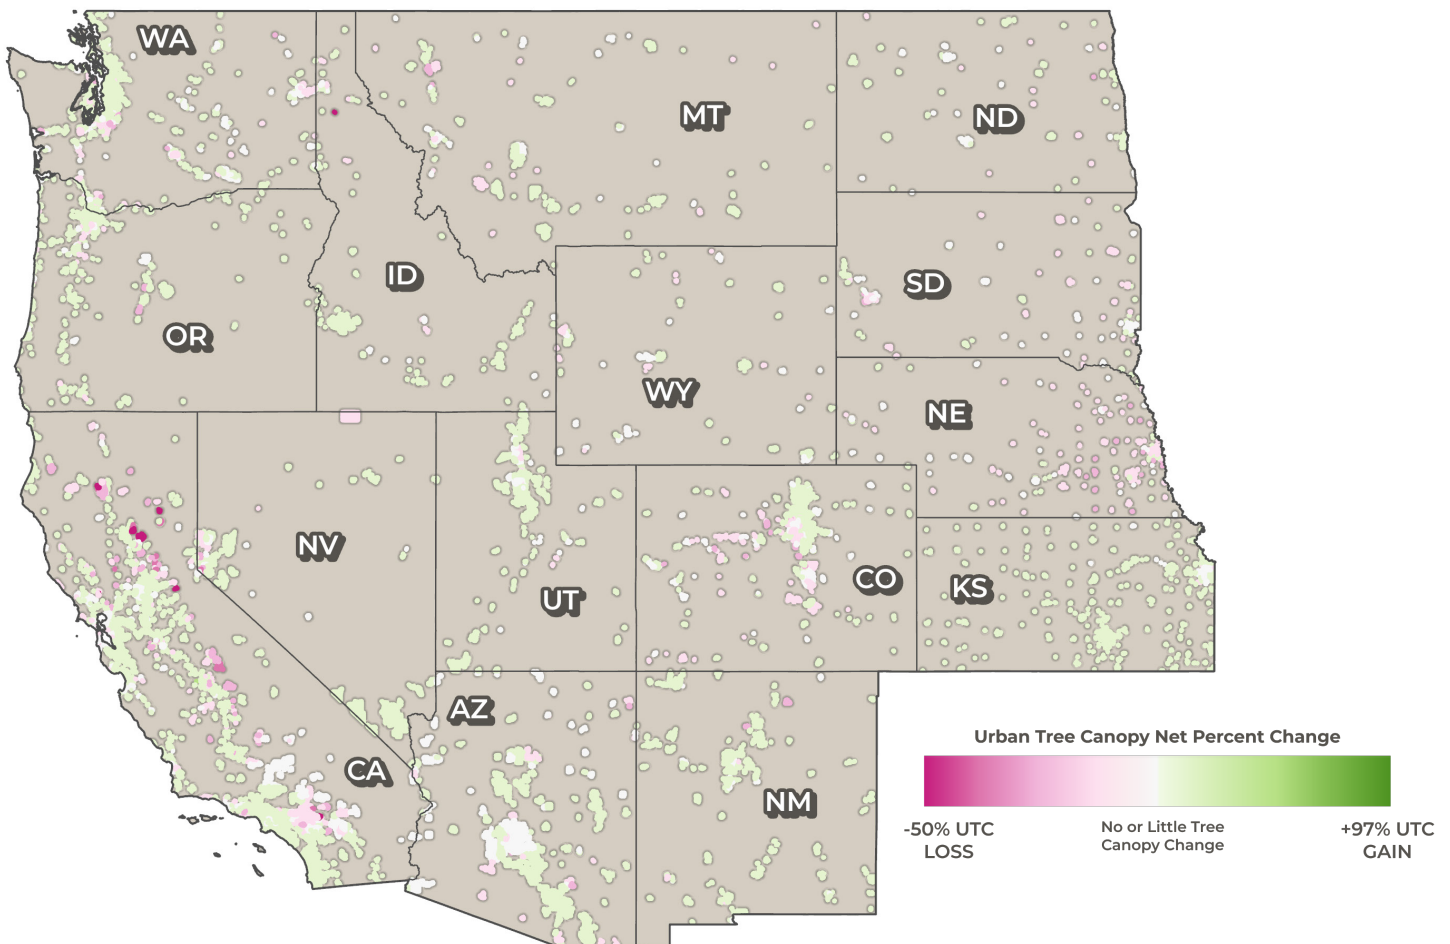 WA
MT
ND
ID
SD
OR
WY
NE
NV
UT
CO
KS
AZ
CA
NM
Urban Tree Canopy Net Percent Change
-50% UTC
LOSS
No or Little Tree
Canopy Change
+97% UTC
GAIN